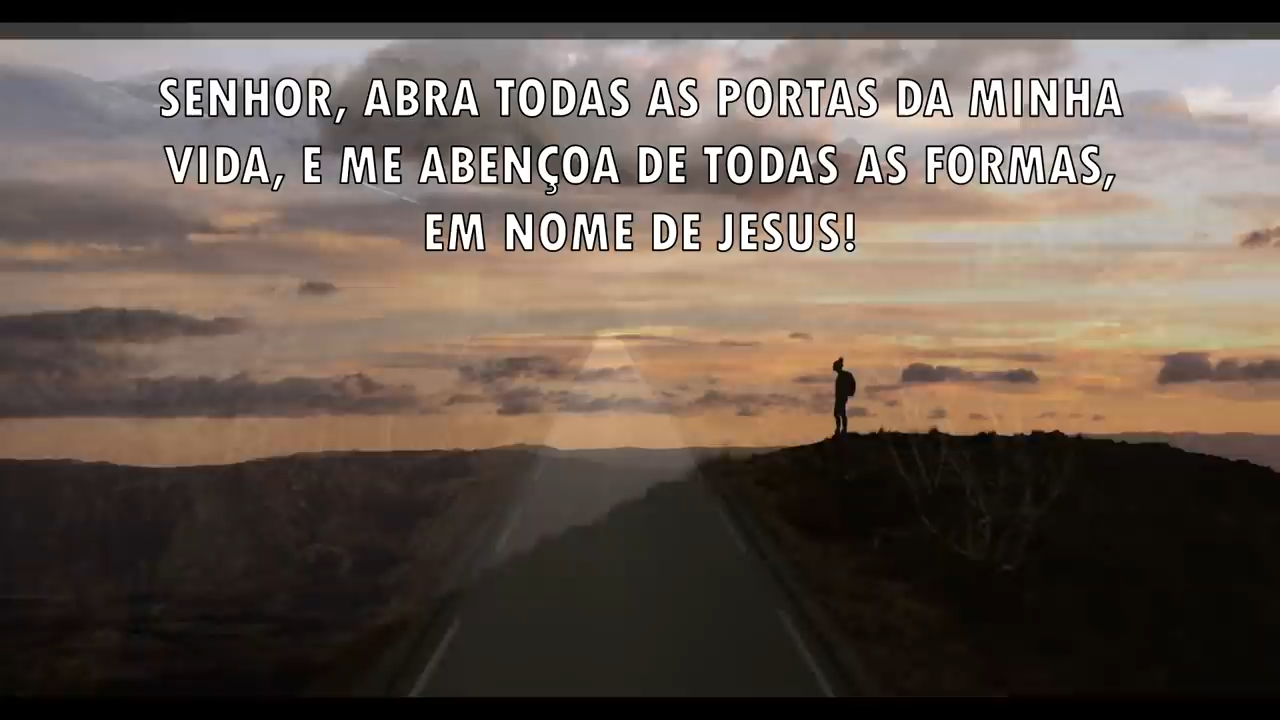 SENHOR, ABRA TODAS AS PORTAS DA MINHA
VIDA, E ME ABENÇOA DE TODAS AS FORMAS,
EM NOME DE JESUS!